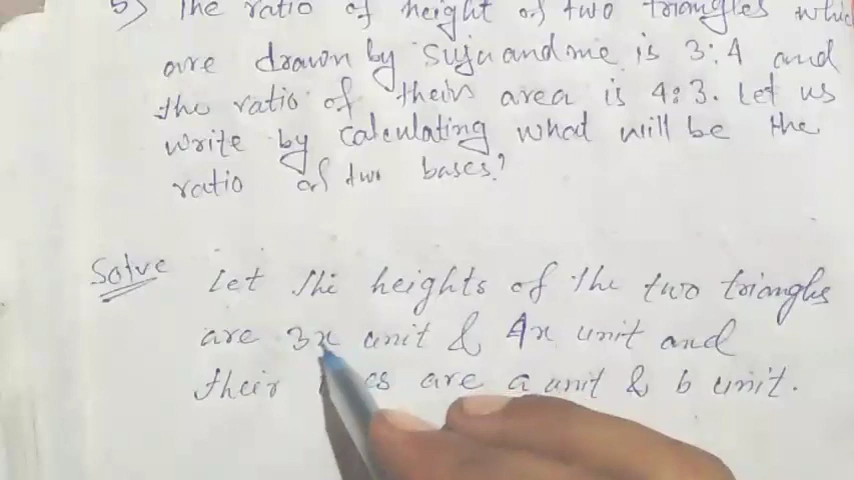 5) The ratio of height of two triangles which
are drawn by Suju and me is 3:4 and
the ratio of their area is 4:3. Let us
write by calculating what will be the
ratio of two bases?
Solve Let the heights of the two triangles
are 3x unit & 4x unit and
their are a unit & b unit.